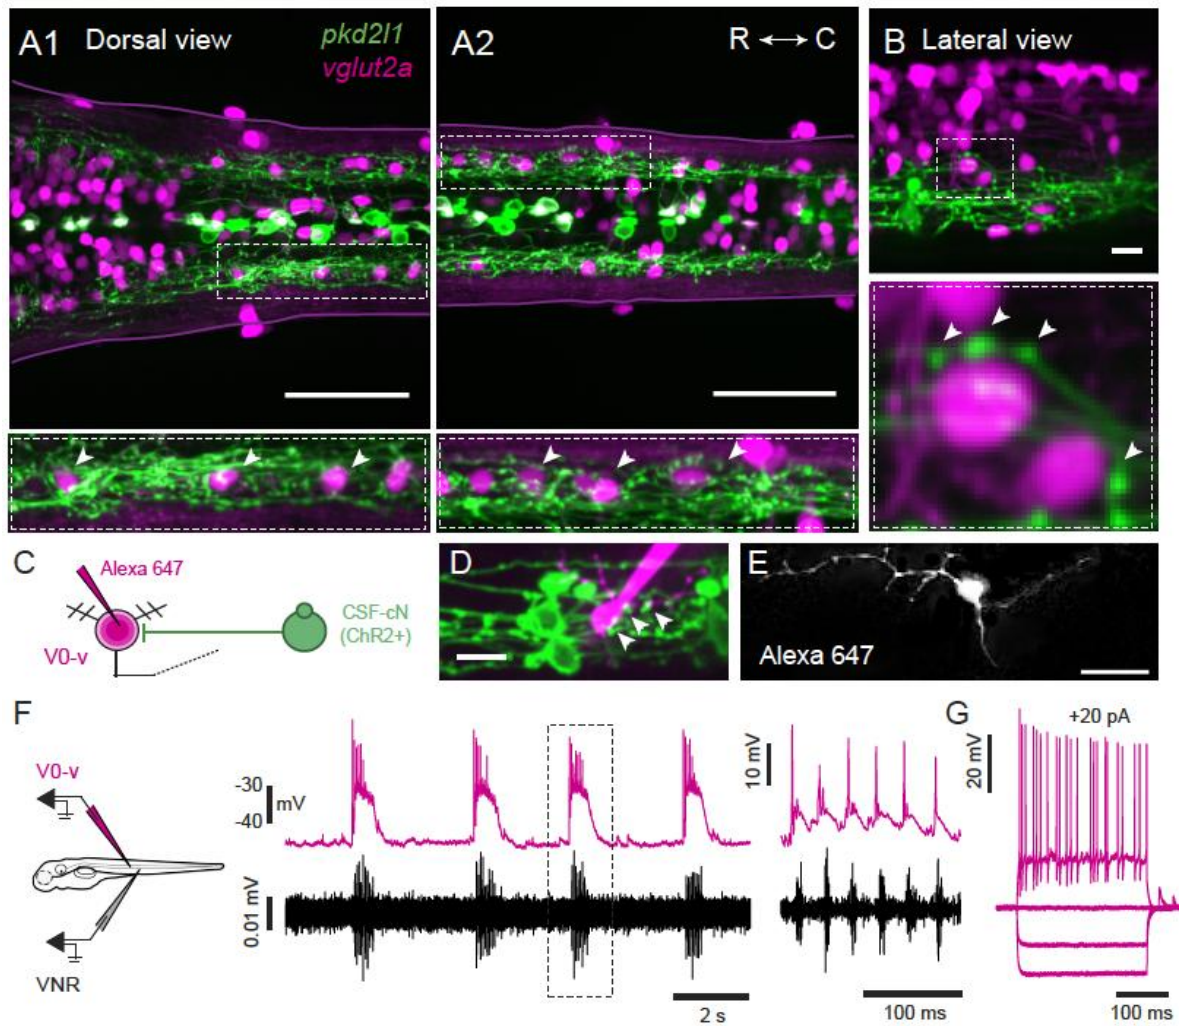 A1 Dorsal view
pkd2l1
vglut2a
A2
R ⟷ C
B Lateral view
C
Alexa 647
V0-v
CSF-cN
(ChR2+)
D
E
Alexa 647
F
V0-v
VNR
-30
-40
mV
0.01 mV
2 s
10 mV
100 ms
G
+20 pA
20 mV
100 ms